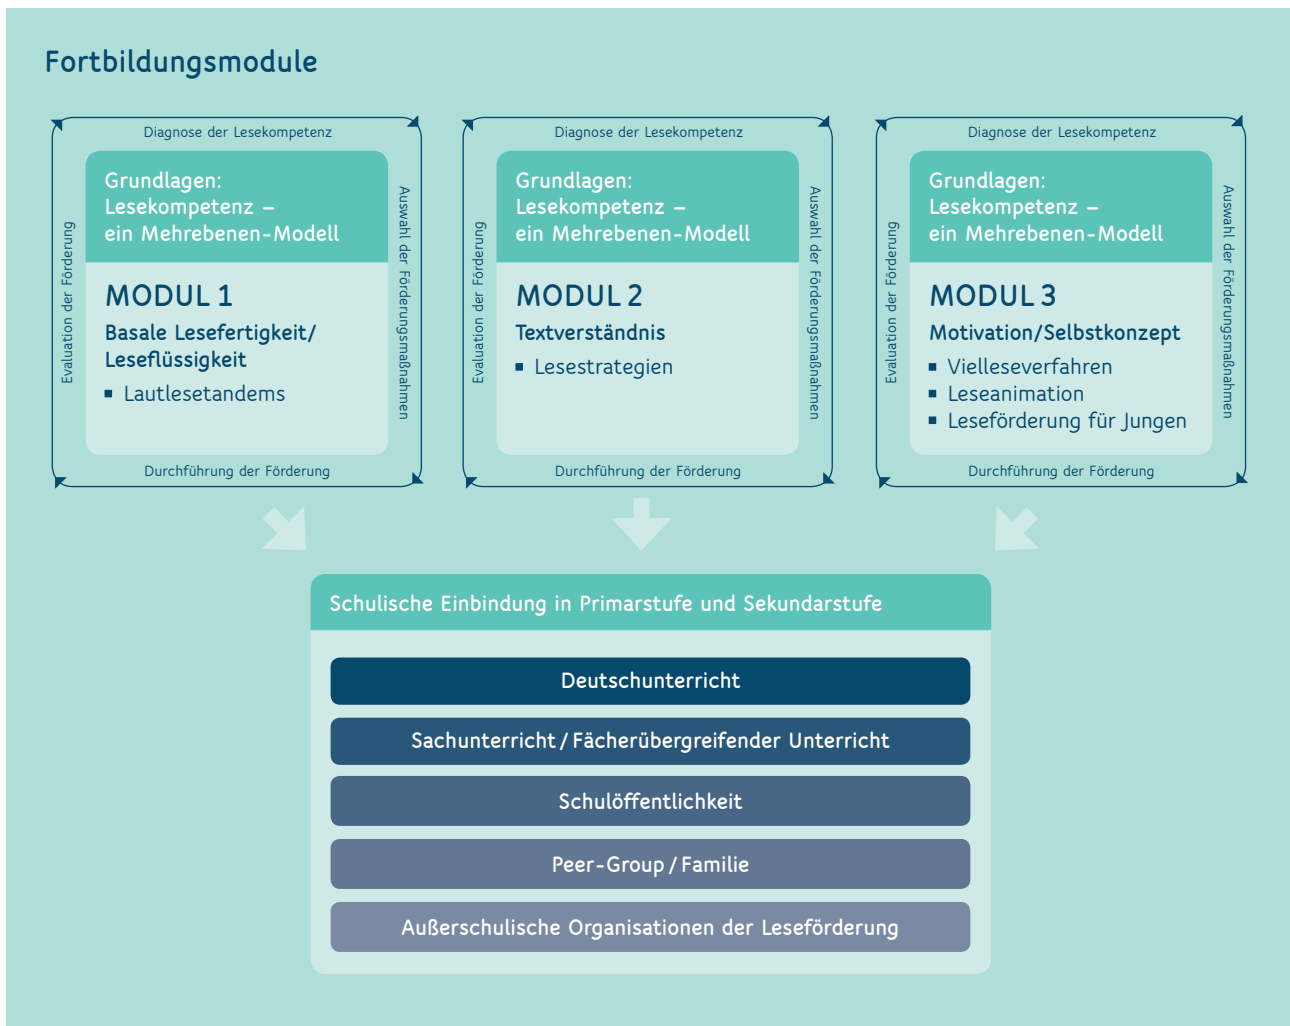 Fortbildungsmodule
Diagnose der Lesekompetenz
Evaluation der Förderung
Grundlagen:
Lesekompetenz –
ein Mehrebenen-Modell
MODUL 1
Basale Lesefertigkeit/
Leseflüssigkeit
▪ Lautlesetandems
Auswahl der Förderungsmaßnahmen
Durchführung der Förderung
Diagnose der Lesekompetenz
Evaluation der Förderung
Grundlagen:
Lesekompetenz –
ein Mehrebenen-Modell
MODUL 2
Textverständnis
▪ Lesestrategien
Auswahl der Förderungsmaßnahmen
Durchführung der Förderung
Diagnose der Lesekompetenz
Evaluation der Förderung
Grundlagen:
Lesekompetenz –
ein Mehrebenen-Modell
MODUL 3
Motivation/Selbstkonzept
▪ Vielleseverfahren
▪ Leseanimation
▪ Leseförderung für Jungen
Auswahl der Förderungsmaßnahmen
Durchführung der Förderung
Schulische Einbindung in Primarstufe und Sekundarstufe
Deutschunterricht
Sachunterricht / Fächerübergreifender Unterricht
Schulöffentlichkeit
Peer-Group / Familie
Außerschulische Organisationen der Leseförderung